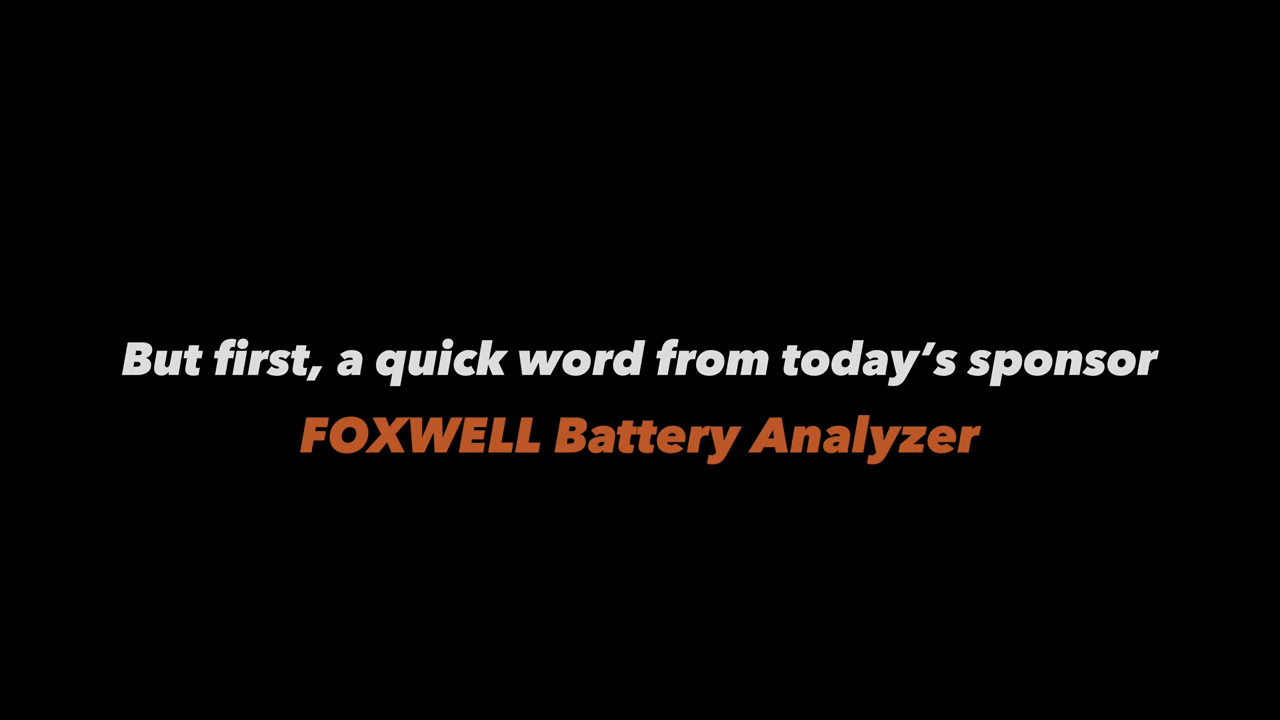 But first, a quick word from today‘s sponsor
FOXWELL Battery Analyzer